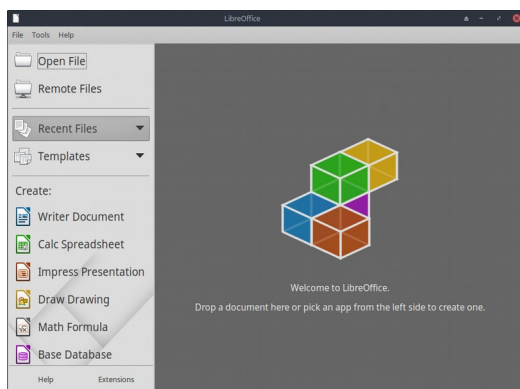 LibreOffice
File Tools Help
Open File
Remote Files
Recent Files
Templates
Create:
Writer Document
Calc Spreadsheet
Impress Presentation
Draw Drawing
Math Formula
Base Database
Help Extensions
Welcome to LibreOffice.
Drop a document here or pick an app from the left side to create one.